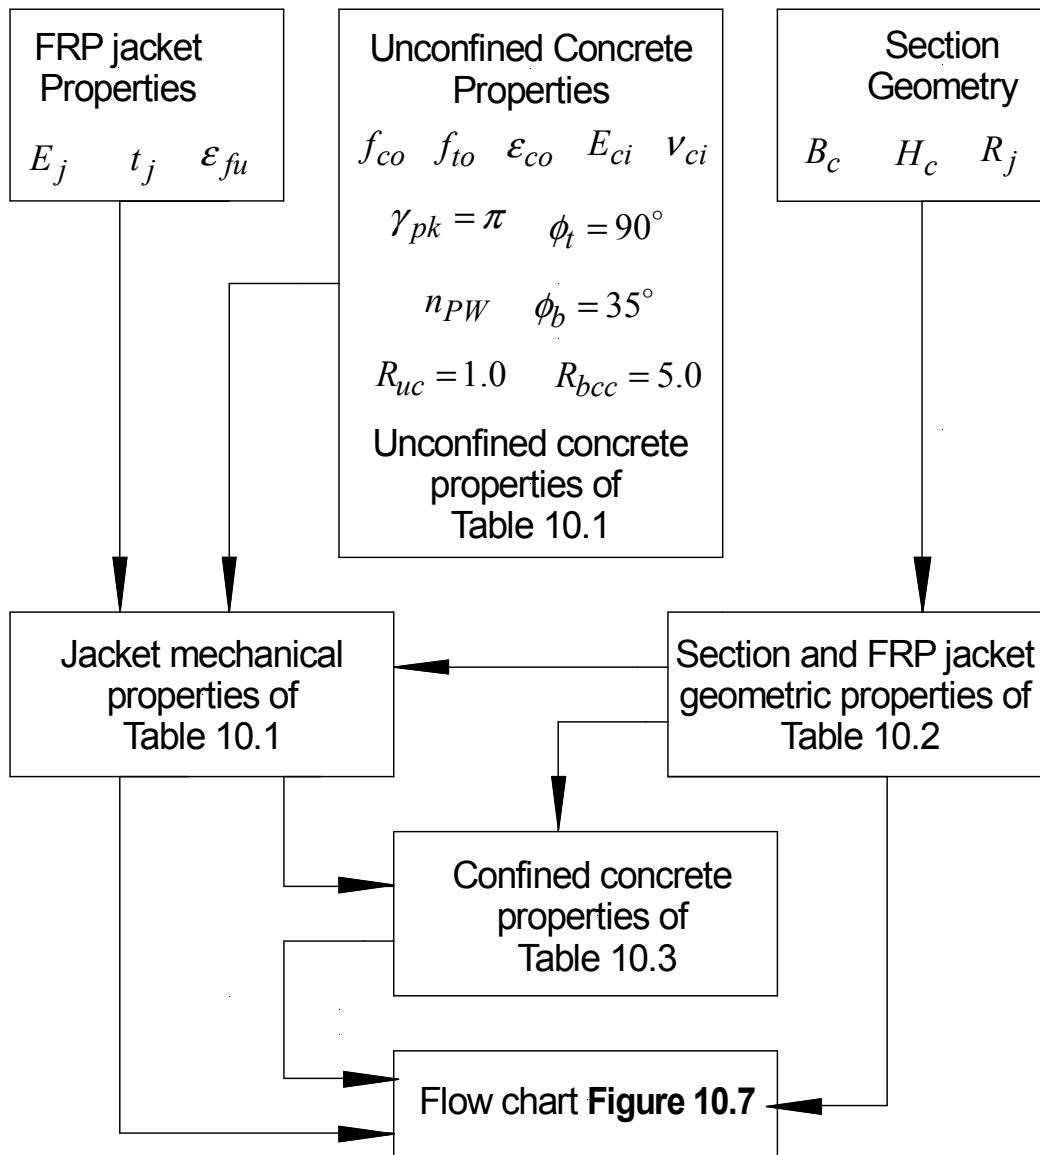 FRP jacket
Properties
E_j t_j ε_fu
Unconfined Concrete
Properties
f_co f_to ε_co E_ci ν_ci
γ_pk = π ϕ_t = 90°
n_PW ϕ_b = 35°
R_uc = 1.0 R_bcc = 5.0
Unconfined concrete
properties of
Table 10.1
Section
Geometry
B_c H_c R_j
Jacket mechanical
properties of
Table 10.1
Section and FRP jacket
geometric properties of
Table 10.2
Confined concrete
properties of
Table 10.3
Flow chart Figure 10.7